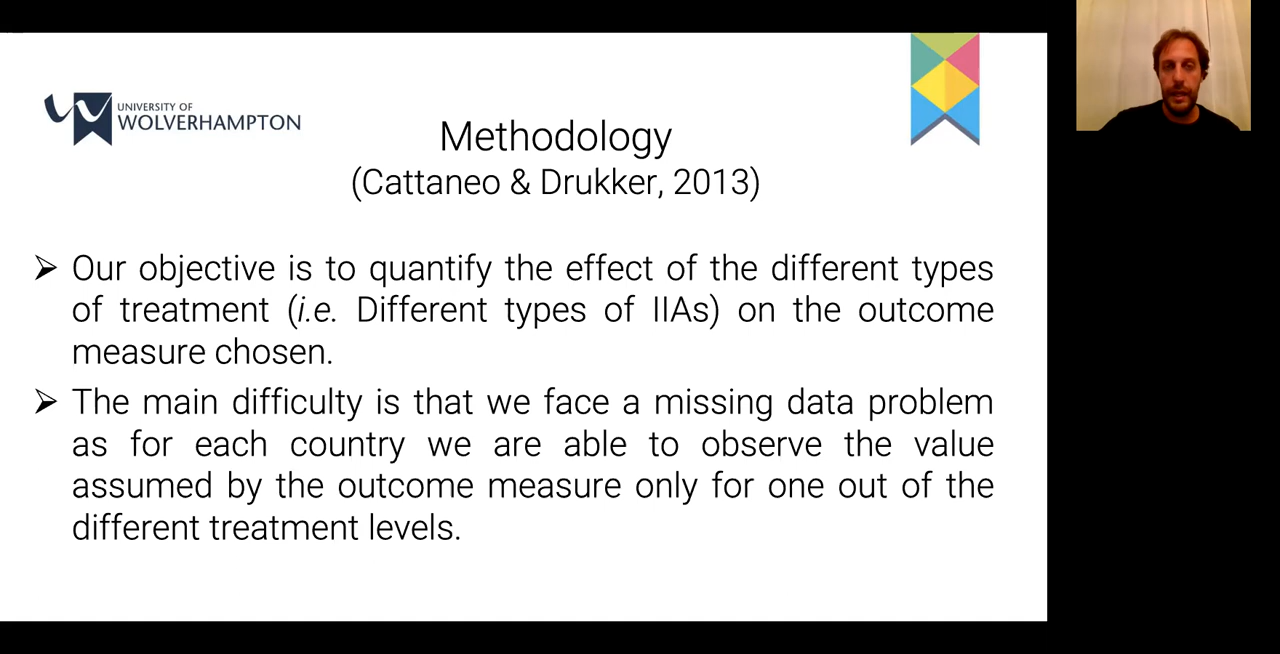 UNIVERSITY OF
WOLVERHAMPTON
Methodology
(Cattaneo & Drukker, 2013)
➢ Our objective is to quantify the effect of the different types
of treatment (i.e. Different types of IIAs) on the outcome
measure chosen.
➢ The main difficulty is that we face a missing data problem
as for each country we are able to observe the value
assumed by the outcome measure only for one out of the
different treatment levels.